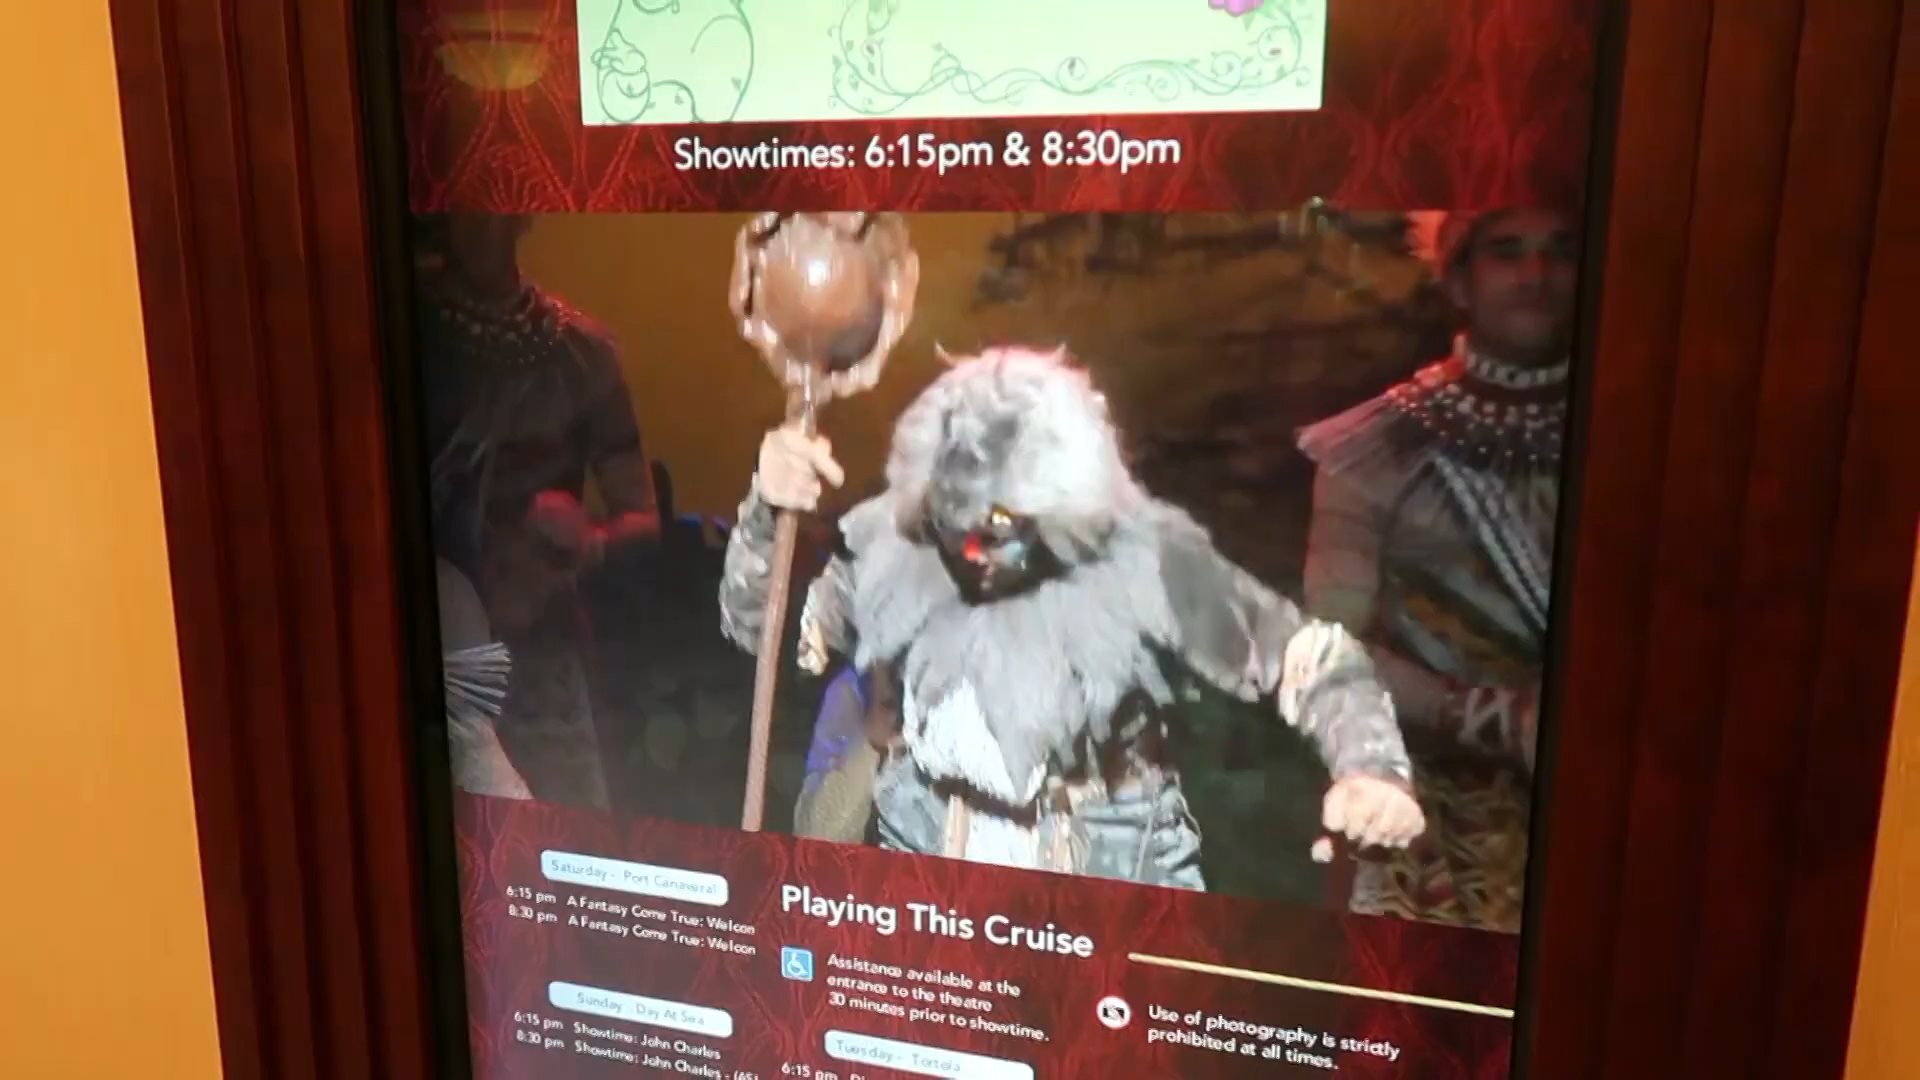 Showtimes: 6:15pm & 8:30pm
Saturday - Port Canaveral
6:15 pm A Fantasy Come True: Welcon
8:30 pm A Fantasy Come True: Welcon
Sunday - Day At Sea
6:15 pm Showtime: John Charles
8:30 pm Showtime: John Charles -
Playing This Cruise
Assistance available at the
entrance to the theatre
30 minutes prior to showtime.
Tuesday - Tortola
6:15 pm
Use of photography is strictly
prohibited at all times.